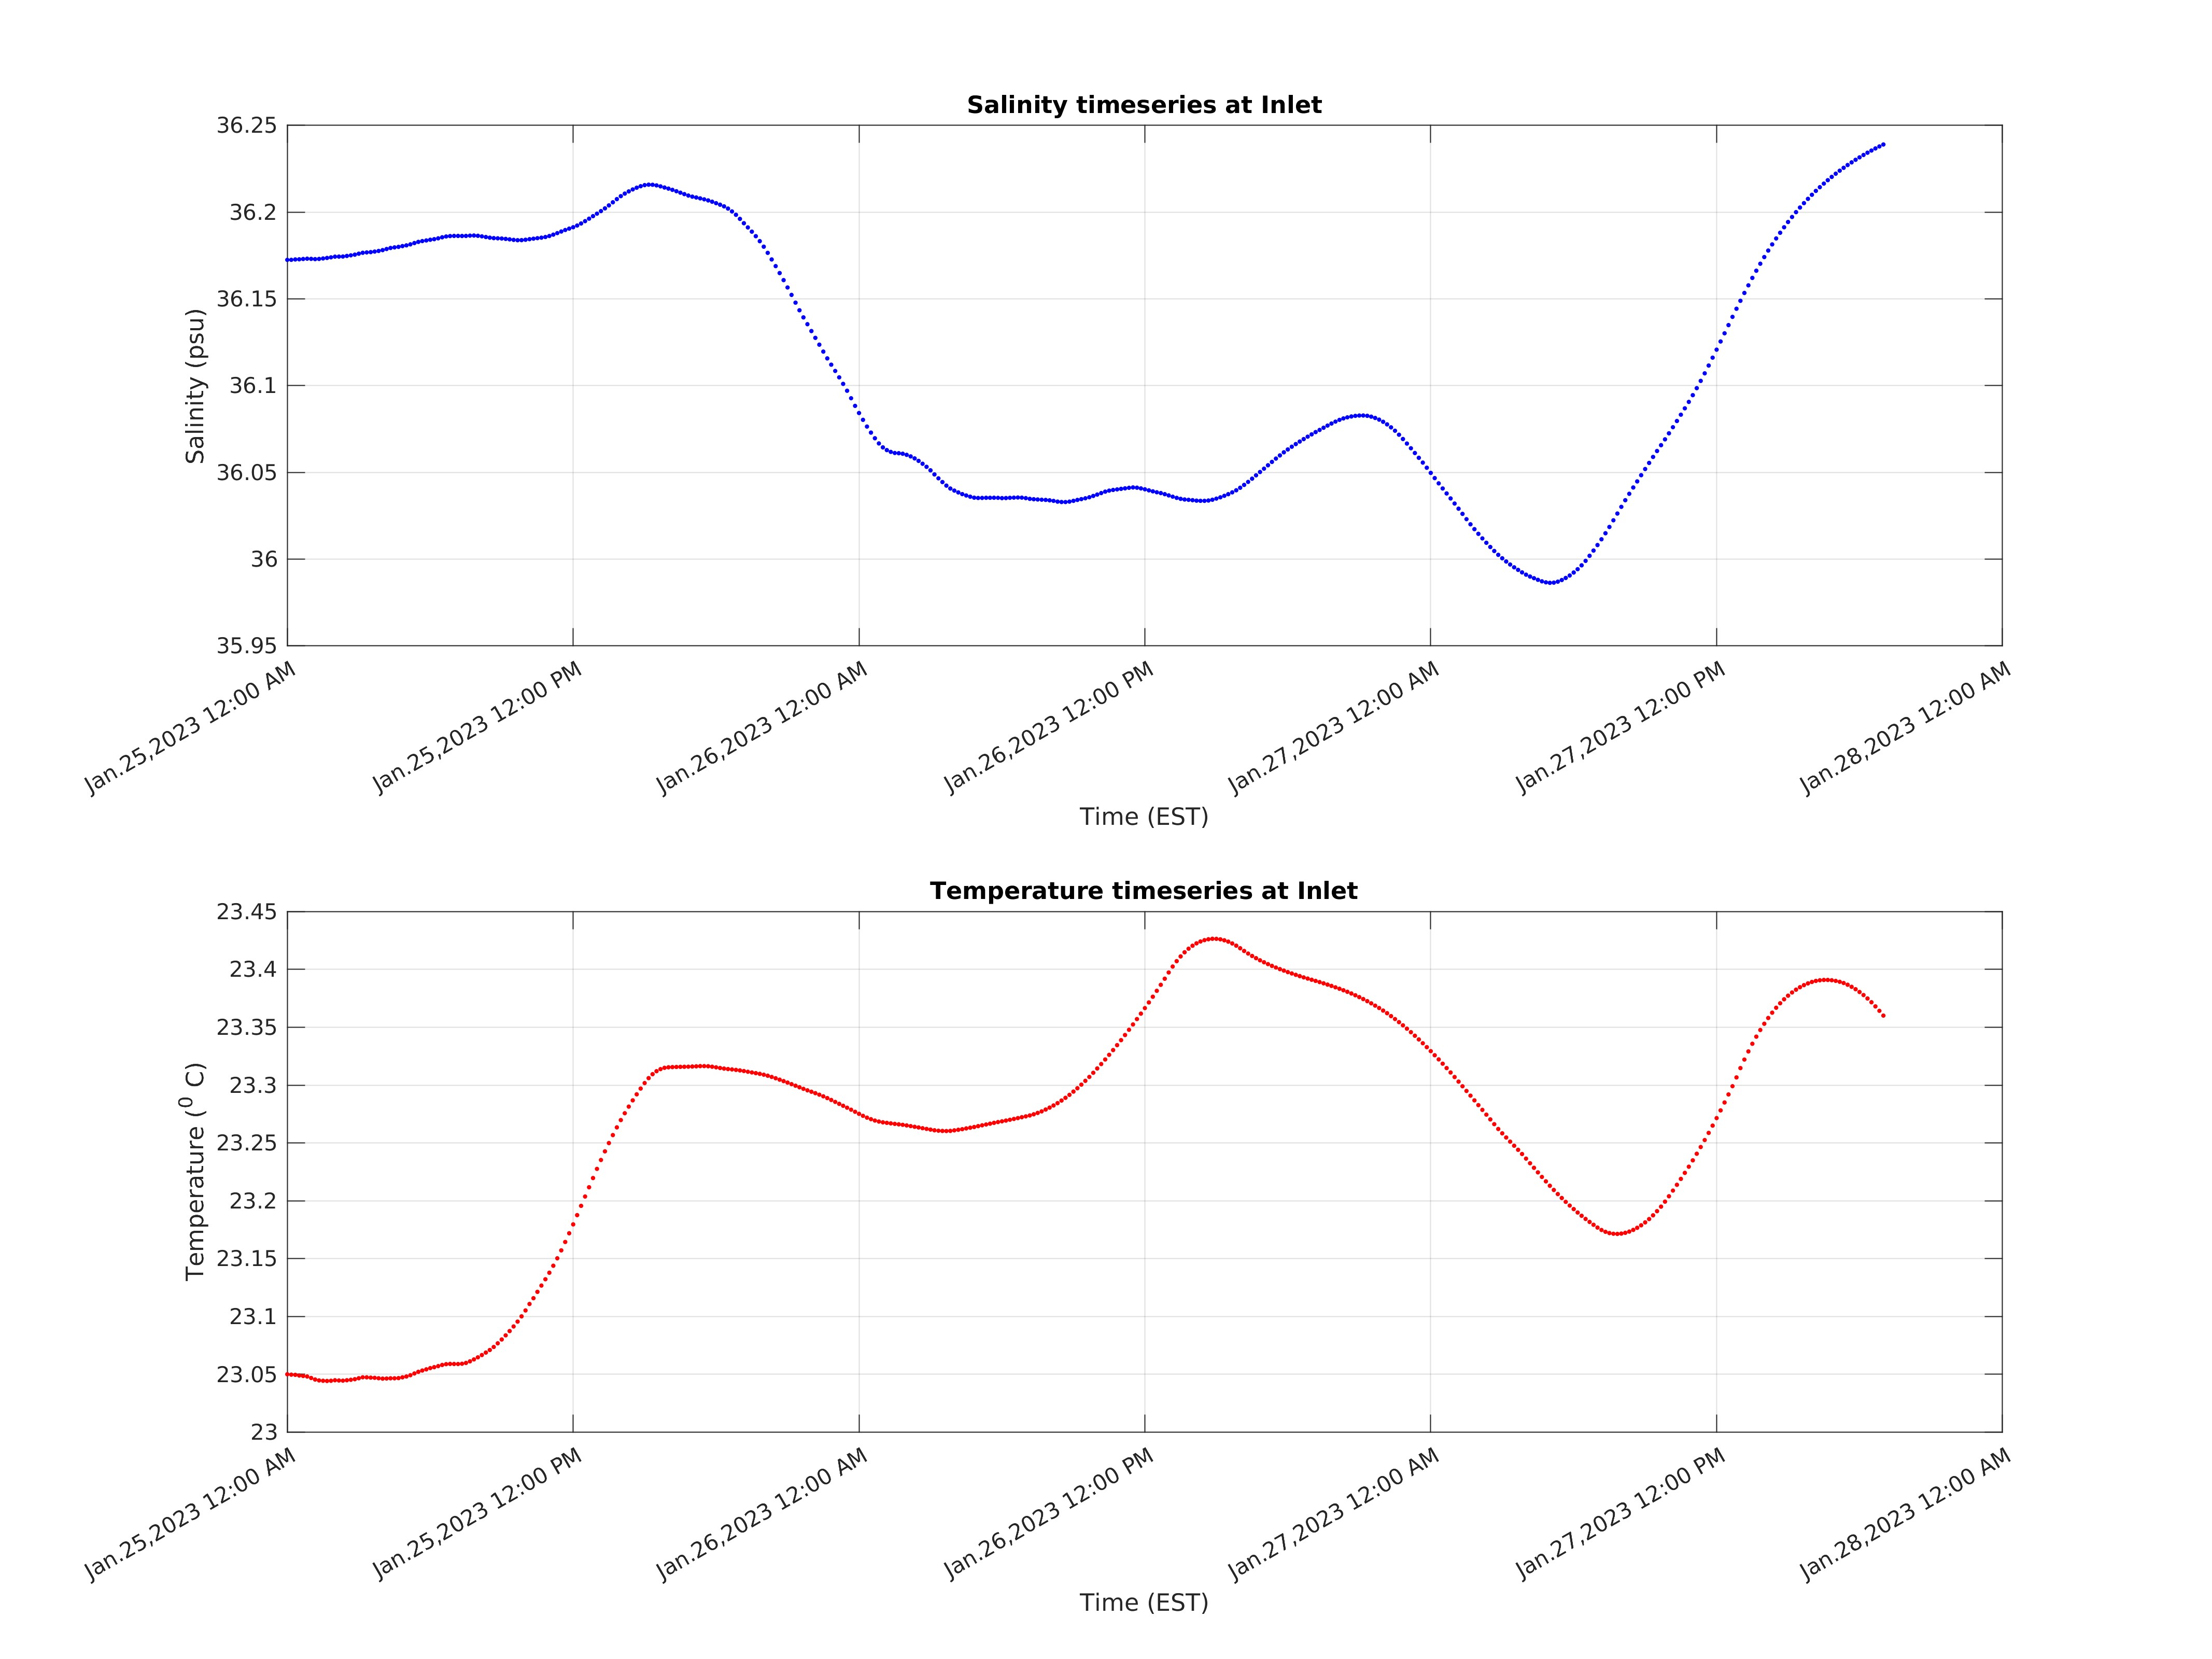 Salinity timeseries at Inlet
36.25
36.2
36.15
36.1
36.05
36
35.95
Salinity (psu)
Jan.25,2023 12:00 AM
Jan.25,2023 12:00 PM
Jan.26,2023 12:00 AM
Jan.26,2023 12:00 PM
Jan.27,2023 12:00 AM
Jan.27,2023 12:00 PM
Jan.28,2023 12:00 AM
Time (EST)
Temperature timeseries at Inlet
23.45
23.4
23.35
23.3
23.25
23.2
23.15
23.1
23.05
23
Temperature (⁰ C)
Jan.25,2023 12:00 AM
Jan.25,2023 12:00 PM
Jan.26,2023 12:00 AM
Jan.26,2023 12:00 PM
Jan.27,2023 12:00 AM
Jan.27,2023 12:00 PM
Jan.28,2023 12:00 AM
Time (EST)